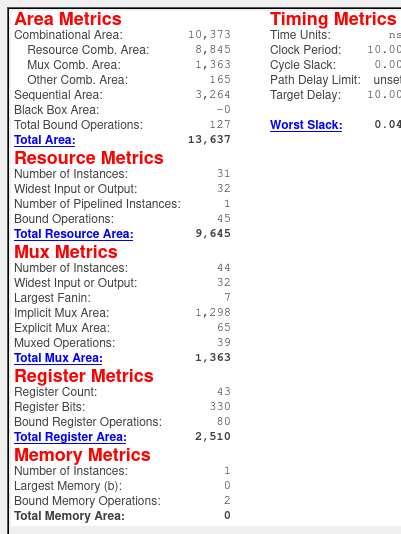 Area Metrics
Combinational Area: 10,373
Resource Comb. Area: 8,845
Mux Comb. Area: 1,363
Other Comb. Area: 165
Sequential Area: 3,264
Black Box Area: -0
Total Bound Operations: 127
Total Area: 13,637
Resource Metrics
Number of Instances: 31
Widest Input or Output: 32
Number of Pipelined Instances: 1
Bound Operations: 45
Total Resource Area: 9,645
Mux Metrics
Number of Instances: 44
Widest Input or Output: 32
Largest Fanin: 7
Implicit Mux Area: 1,298
Explicit Mux Area: 65
Muxed Operations: 39
Total Mux Area: 1,363
Register Metrics
Register Count: 43
Register Bits: 330
Bound Register Operations: 80
Total Register Area: 2,510
Memory Metrics
Number of Instances: 1
Largest Memory (b): 0
Bound Memory Operations: 2
Total Memory Area: 0
Timing Metrics
Time Units: ns
Clock Period: 10.00
Cycle Slack: 0.00
Path Delay Limit: unset
Target Delay: 10.00
Worst Slack: 0.04